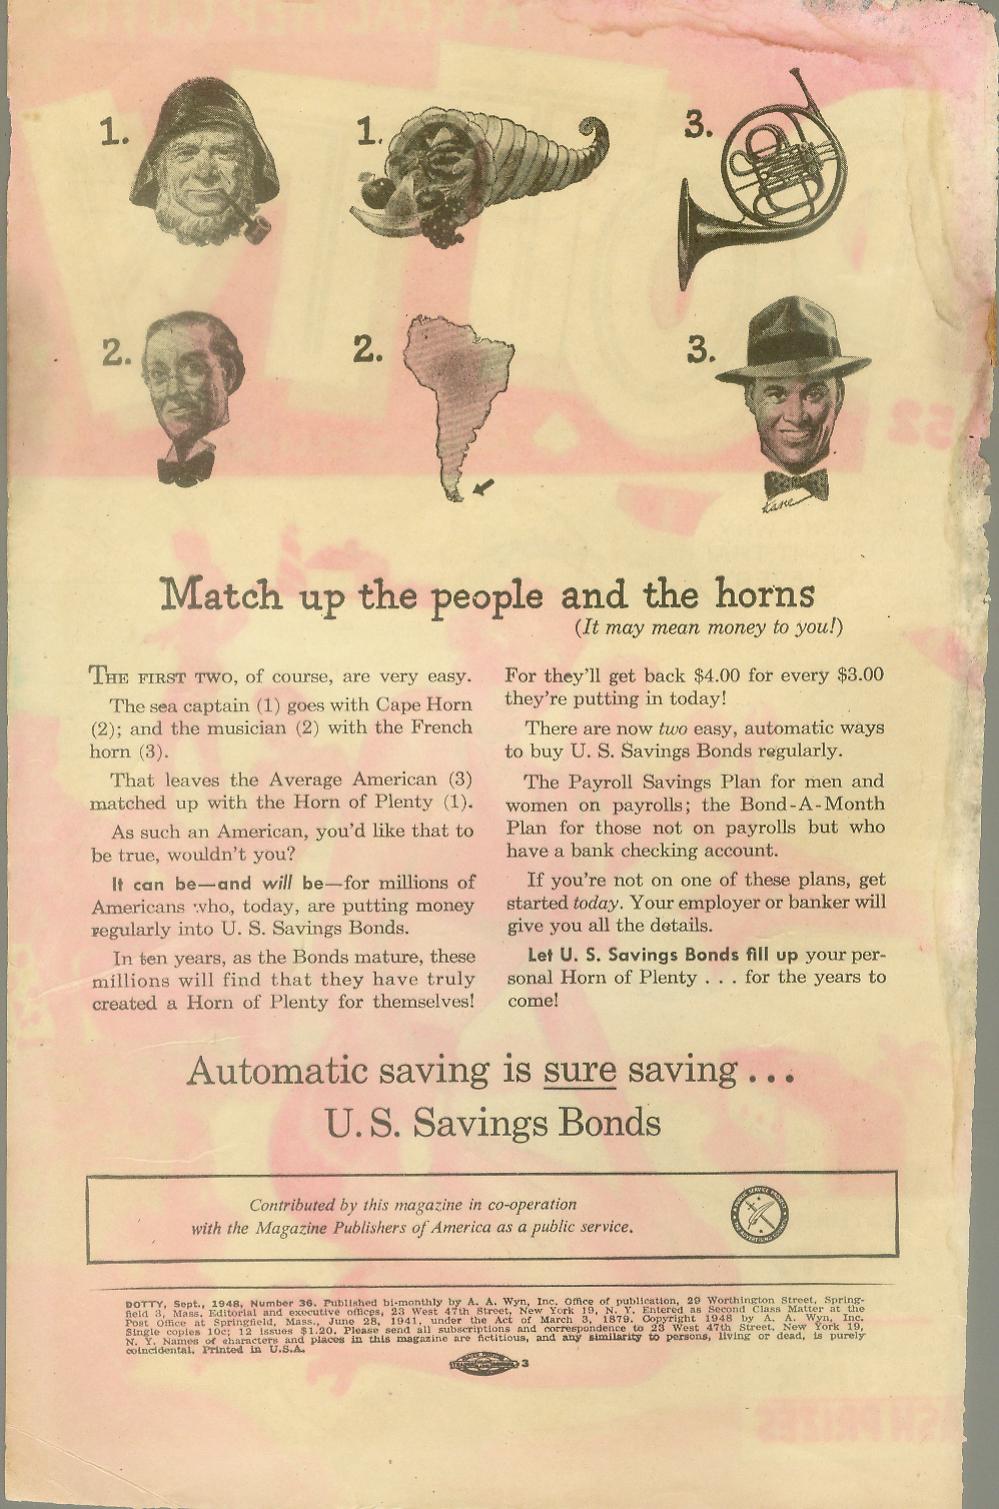 1.
1.
3.
2.
2.
3.
Kane
Match up the people and the horns
(It may mean money to you!)
THE FIRST TWO, of course, are very easy.
The sea captain (1) goes with Cape Horn
(2); and the musician (2) with the French
horn (3).
That leaves the Average American (3)
matched up with the Horn of Plenty (1).
As such an American, you'd like that to
be true, wouldn't you?
It can be—and will be—for millions of
Americans who, today, are putting money
regularly into U. S. Savings Bonds.
In ten years, as the Bonds mature, these
millions will find that they have truly
created a Horn of Plenty for themselves!
For they'll get back $4.00 for every $3.00
they're putting in today!
There are now two easy, automatic ways
to buy U. S. Savings Bonds regularly.
The Payroll Savings Plan for men and
women on payrolls; the Bond-A-Month
Plan for those not on payrolls but who
have a bank checking account.
If you're not on one of these plans, get
started today. Your employer or banker will
give you all the details.
Let U. S. Savings Bonds fill up your per-
sonal Horn of Plenty . . . for the years to
come!
Automatic saving is sure saving . . .
U. S. Savings Bonds
Contributed by this magazine in co-operation
with the Magazine Publishers of America as a public service.
DOTTY, Sept., 1948, Number 36. Published bi-monthly by A. A. Wyn, Inc. Office of publication, 29 Worthington Street, Spring-
field 3, Mass. Editorial and executive offices, 23 West 47th Street, New York 19, N. Y. Entered as Second Class Matter at the
Post Office at Springfield, Mass., June 28, 1941, under the Act of March 3, 1879. Copyright 1948 by A. A. Wyn, Inc.
Single copies 10c; 12 issues $1.20. Please send all subscriptions and correspondence to 23 West 47th Street, New York 19,
N. Y. Names of characters and places in this magazine are fictitious, and any similarity to persons, living or dead, is purely
coincidental. Printed in U.S.A.
3